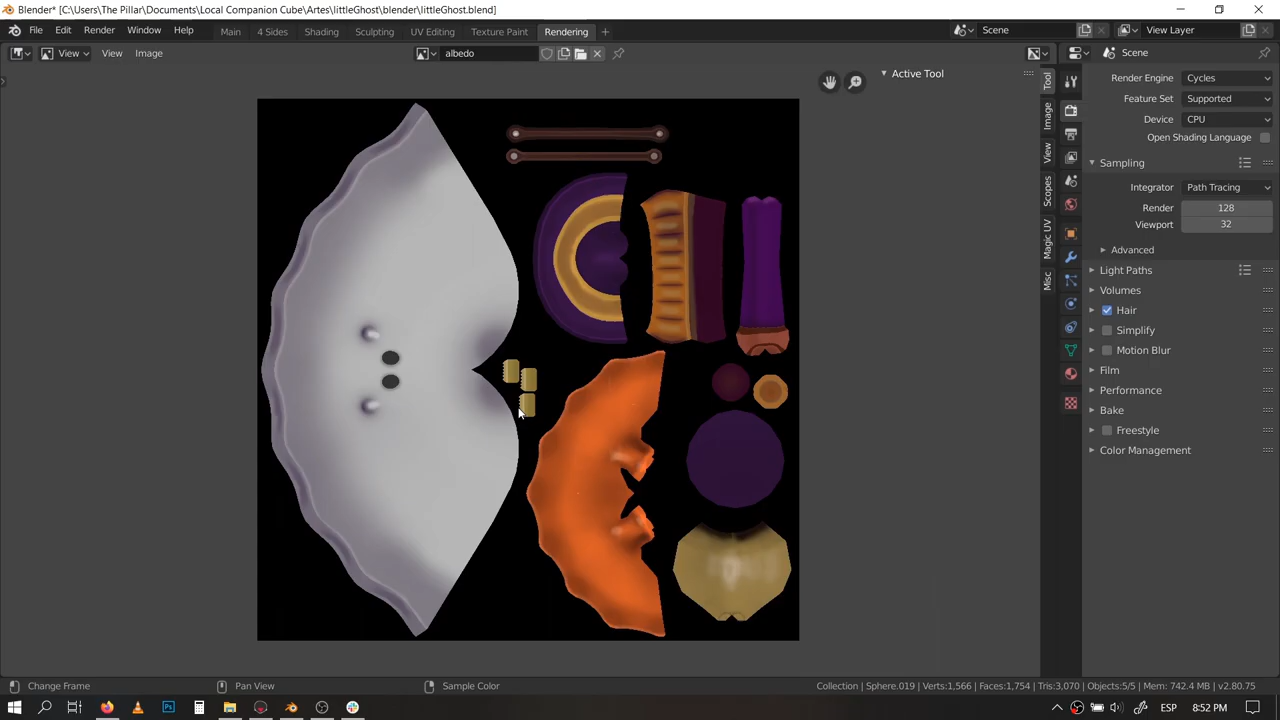 Blender* [C:\Users\The Pillar\Documents\Local Companion Cube\Artes\littleGhost\blender\littleGhost.blend]
File Edit Render Window Help Main 4 Sides Shading Sculpting UV Editing Texture Paint Rendering + Scene View Layer
View View Image albedo Scene
Active Tool
Tool
Image
View
Scopes
Magic UV
Misc
Render Engine Cycles
Feature Set Supported
Device CPU
Open Shading Language
Sampling
Integrator Path Tracing
Render 128
Viewport 32
Advanced
Light Paths
Volumes
Hair
Simplify
Motion Blur
Film
Performance
Bake
Freestyle
Color Management
Change Frame Pan View Sample Color Collection | Sphere.019 | Verts:1,566 | Faces:1,754 | Tris:3,070 | Objects:5/5 | Mem: 742.4 MB | v2.80.75
ESP 8:52 PM